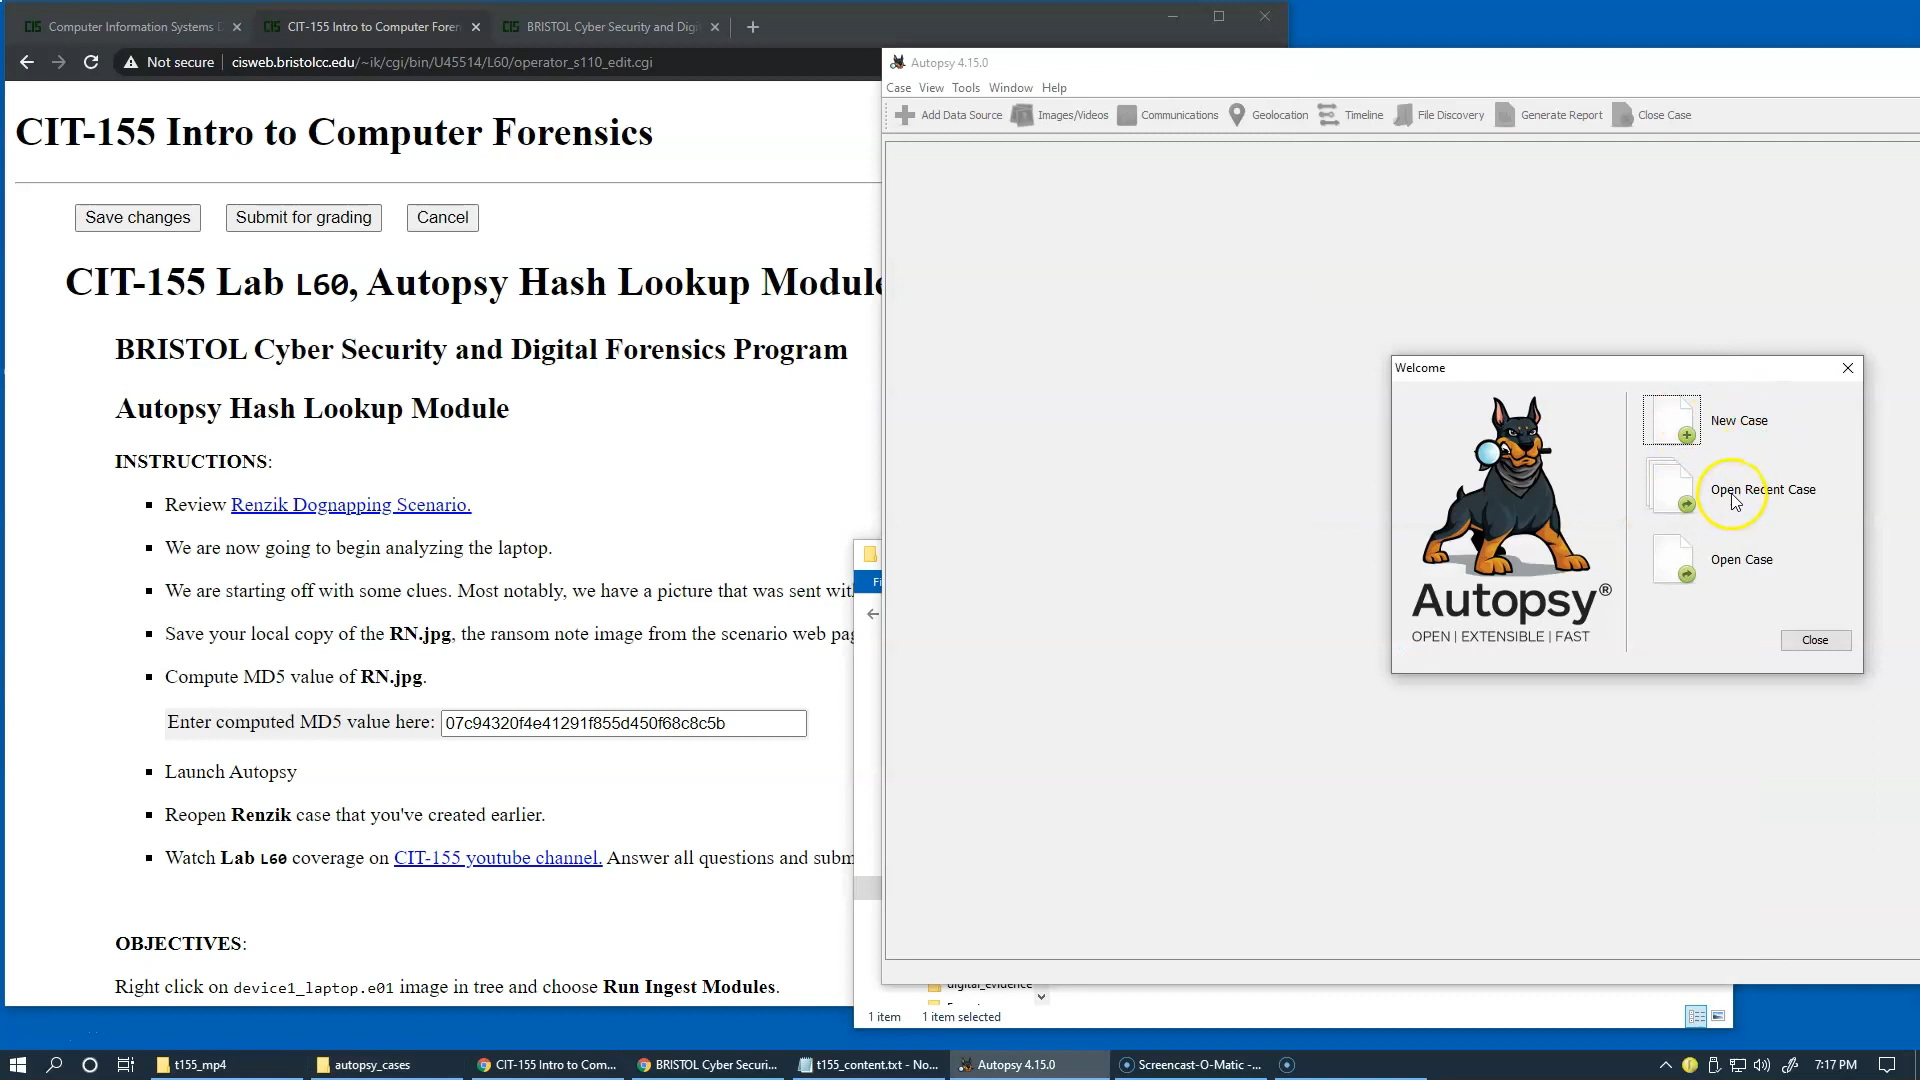 Computer Information Systems D
CIT-155 Intro to Computer Foren
BRISTOL Cyber Security and Digi
Not secure
cisweb.bristolcc.edu/~ik/cgi/bin/U45514/L60/operator_s110_edit.cgi
CIT-155 Intro to Computer Forensics
Save changes
Submit for grading
Cancel
CIT-155 Lab L60, Autopsy Hash Lookup Module
BRISTOL Cyber Security and Digital Forensics Program
Autopsy Hash Lookup Module
INSTRUCTIONS:
Review Renzik Dognapping Scenario.
We are now going to begin analyzing the laptop.
We are starting off with some clues. Most notably, we have a picture that was sent wit
Save your local copy of the RN.jpg, the ransom note image from the scenario web pag
Compute MD5 value of RN.jpg.
Enter computed MD5 value here: 07c94320f4e41291f855d450f68c8c5b
Launch Autopsy
Reopen Renzik case that you've created earlier.
Watch Lab L60 coverage on CIT-155 youtube channel. Answer all questions and subm
OBJECTIVES:
Right click on device1_laptop.e01 image in tree and choose Run Ingest Modules.
Autopsy 4.15.0
Case View Tools Window Help
Add Data Source Images/Videos Communications Geolocation Timeline File Discovery Generate Report Close Case
Welcome
New Case
Open Recent Case
Open Case
Autopsy®
OPEN | EXTENSIBLE | FAST
Close
Fi
digital_evidence
1 item 1 item selected
t155_mp4
autopsy_cases
CIT-155 Intro to Com...
BRISTOL Cyber Securi...
t155_content.txt - No...
Autopsy 4.15.0
Screencast-O-Matic -...
7:17 PM